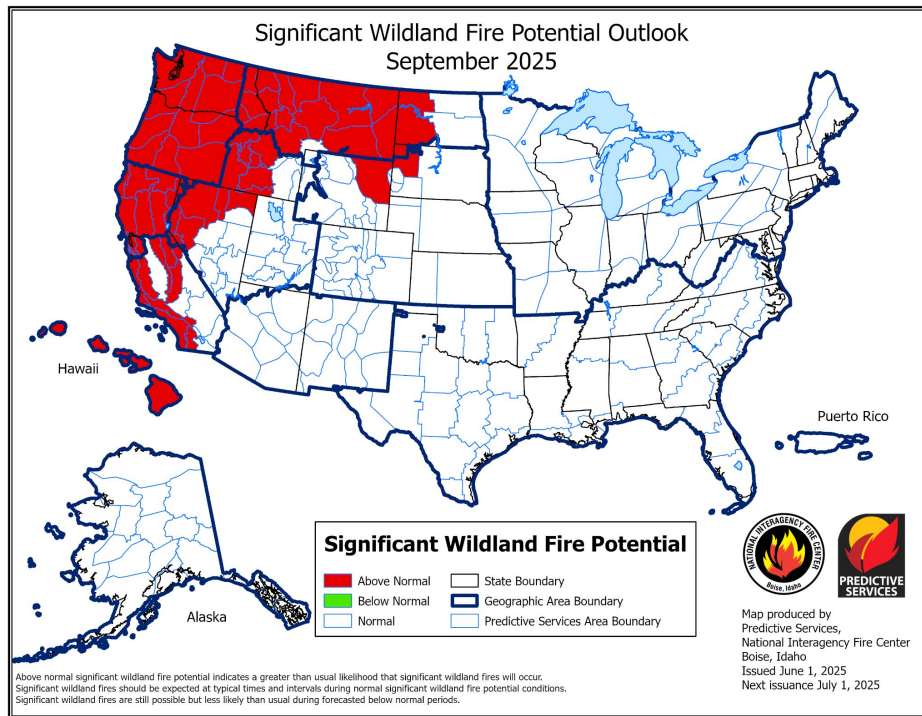 Significant Wildland Fire Potential Outlook
September 2025
Hawaii
Puerto Rico
Alaska
Significant Wildland Fire Potential
Above Normal
Below Normal
Normal
State Boundary
Geographic Area Boundary
Predictive Services Area Boundary
NATIONAL INTERAGENCY FIRE CENTER
Boise, Idaho
PREDICTIVE
SERVICES
Map produced by
Predictive Services,
National Interagency Fire Center
Boise, Idaho
Issued June 1, 2025
Next issuance July 1, 2025
Above normal significant wildland fire potential indicates a greater than usual likelihood that significant wildland fires will occur.
Significant wildland fires should be expected at typical times and intervals during normal significant wildland fire potential conditions.
Significant wildland fires are still possible but less likely than usual during forecasted below normal periods.